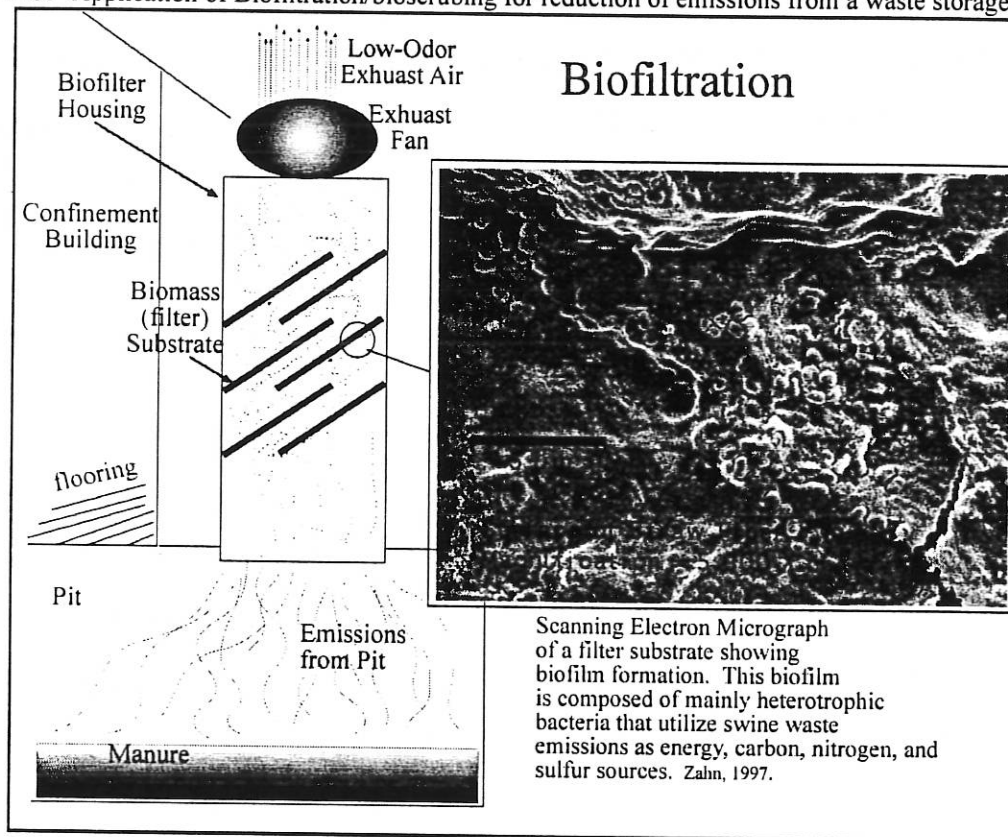 Application of Biofiltration/bioscrubing for reduction of emissions from a waste storage
Biofiltration
Low-Odor
Exhuast Air
Exhuast
Fan
Biofilter
Housing
Confinement
Building
Biomass
(filter)
Substrate
flooring
Pit
Emissions
from Pit
Manure
Scanning Electron Micrograph
of a filter substrate showing
biofilm formation. This biofilm
is composed of mainly heterotrophic
bacteria that utilize swine waste
emissions as energy, carbon, nitrogen, and
sulfur sources. Zahn, 1997.